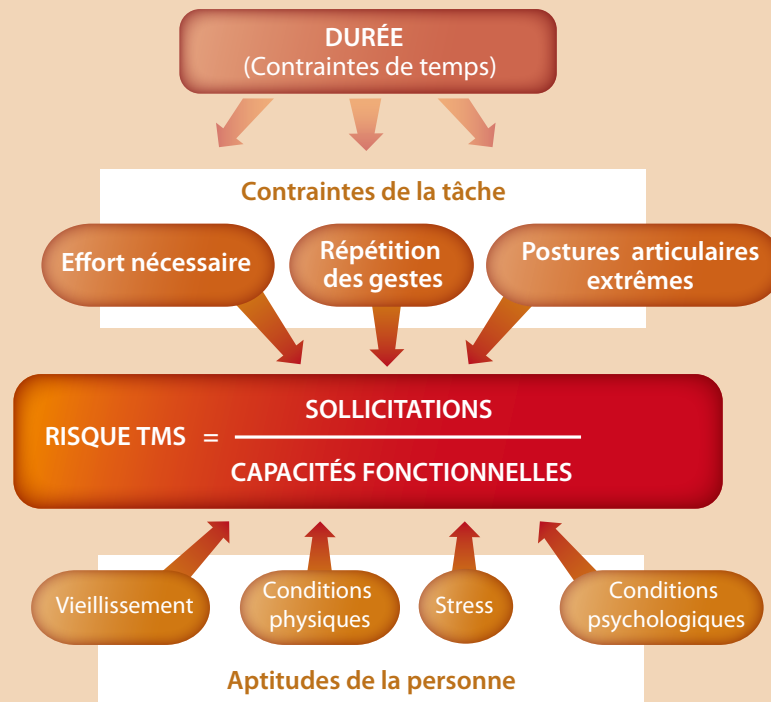 DURÉE
(Contraintes de temps)
Contraintes de la tâche
Effort nécessaire
Répétition
des gestes
Postures articulaires
extrêmes
RISQUE TMS =
SOLLICITATIONS
CAPACITÉS FONCTIONNELLES
Vieillissement
Conditions
physiques
Stress
Conditions
psychologiques
Aptitudes de la personne